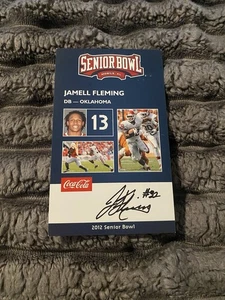 SENIOR BOWL
MOBILE, AL
JAMELL FLEMING
DB — OKLAHOMA
13
Coca-Cola
#32
2012 Senior Bowl